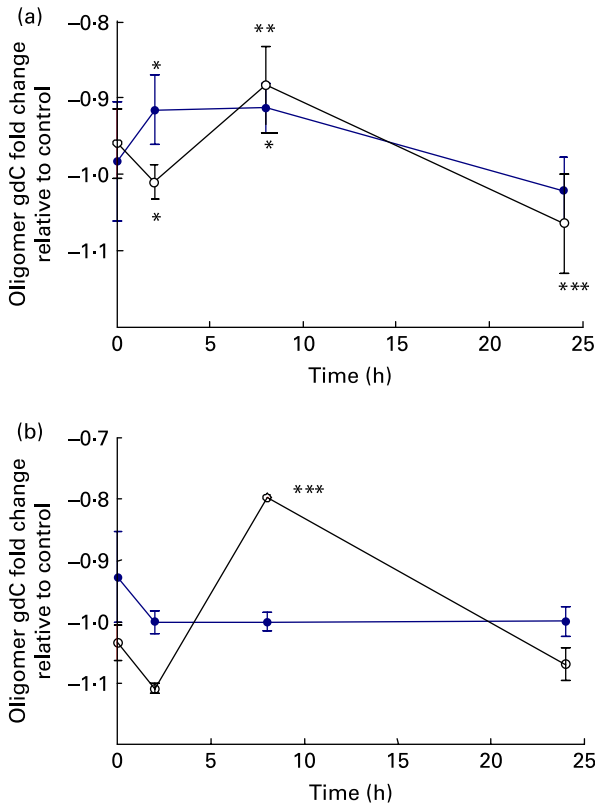 (a)
Oligomer gdC fold change
relative to control
–0.8
–0.9
–1.0
–1.1
*
**
*
*
***
0 5 10 15 20 25
Time (h)
(b)
Oligomer gdC fold change
relative to control
–0.7
–0.8
–0.9
–1.0
–1.1
***
0 5 10 15 20 25
Time (h)